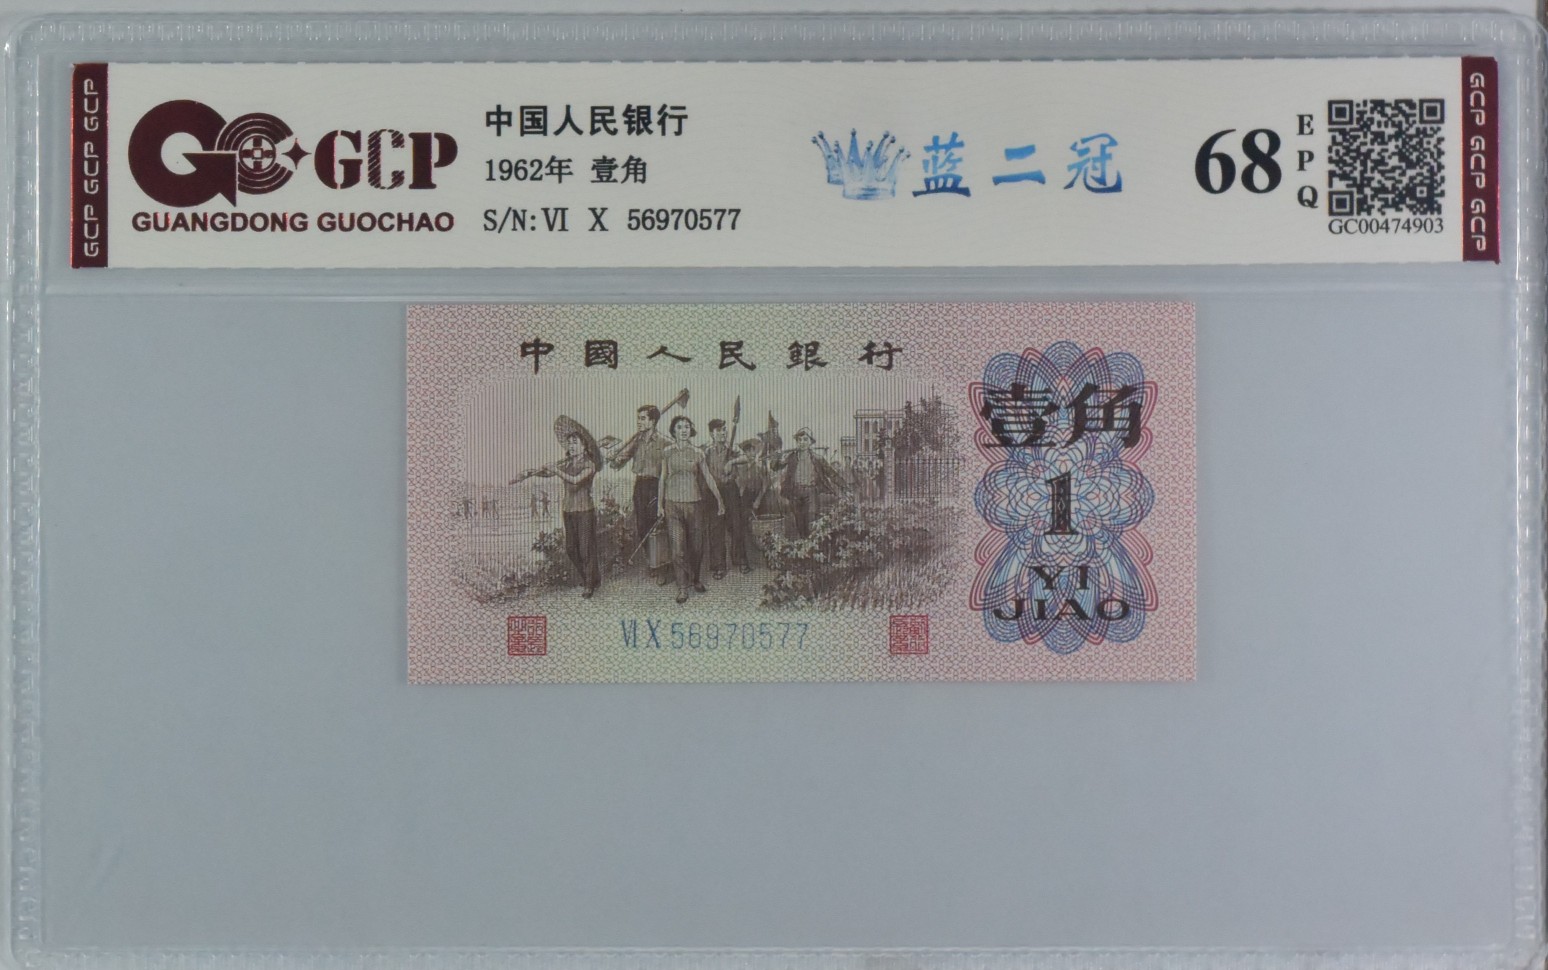 GCP GCP GCP
GCP
GUANGDONG GUOCHAO
中国人民银行
1962年 壹角
S/N: VI X 56970577
蓝二冠
68
EPQ
GC00474903
GCP GCP GCP
中國人民銀行
壹角
1
YI
JIAO
VI X 56970577